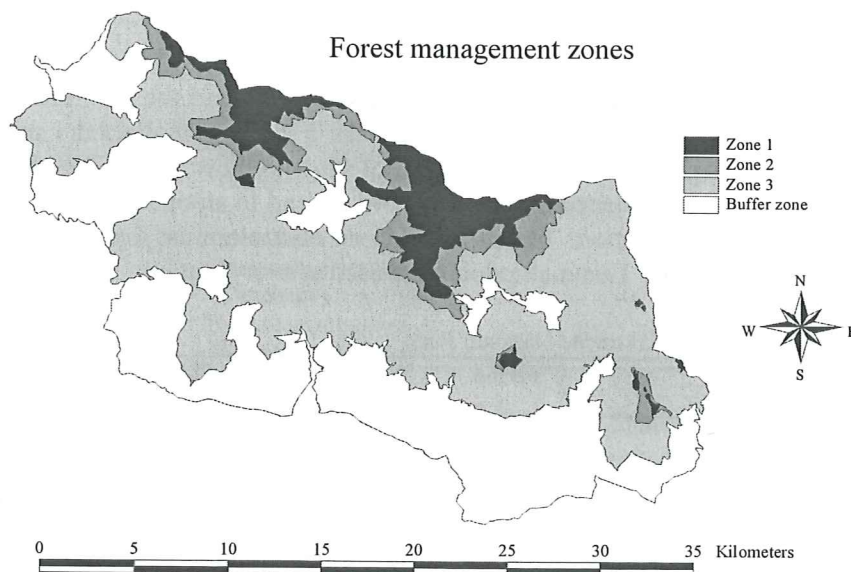 Forest management zones
Zone 1
Zone 2
Zone 3
Buffer zone
N
W E
S
0 5 10 15 20 25 30 35 Kilometers